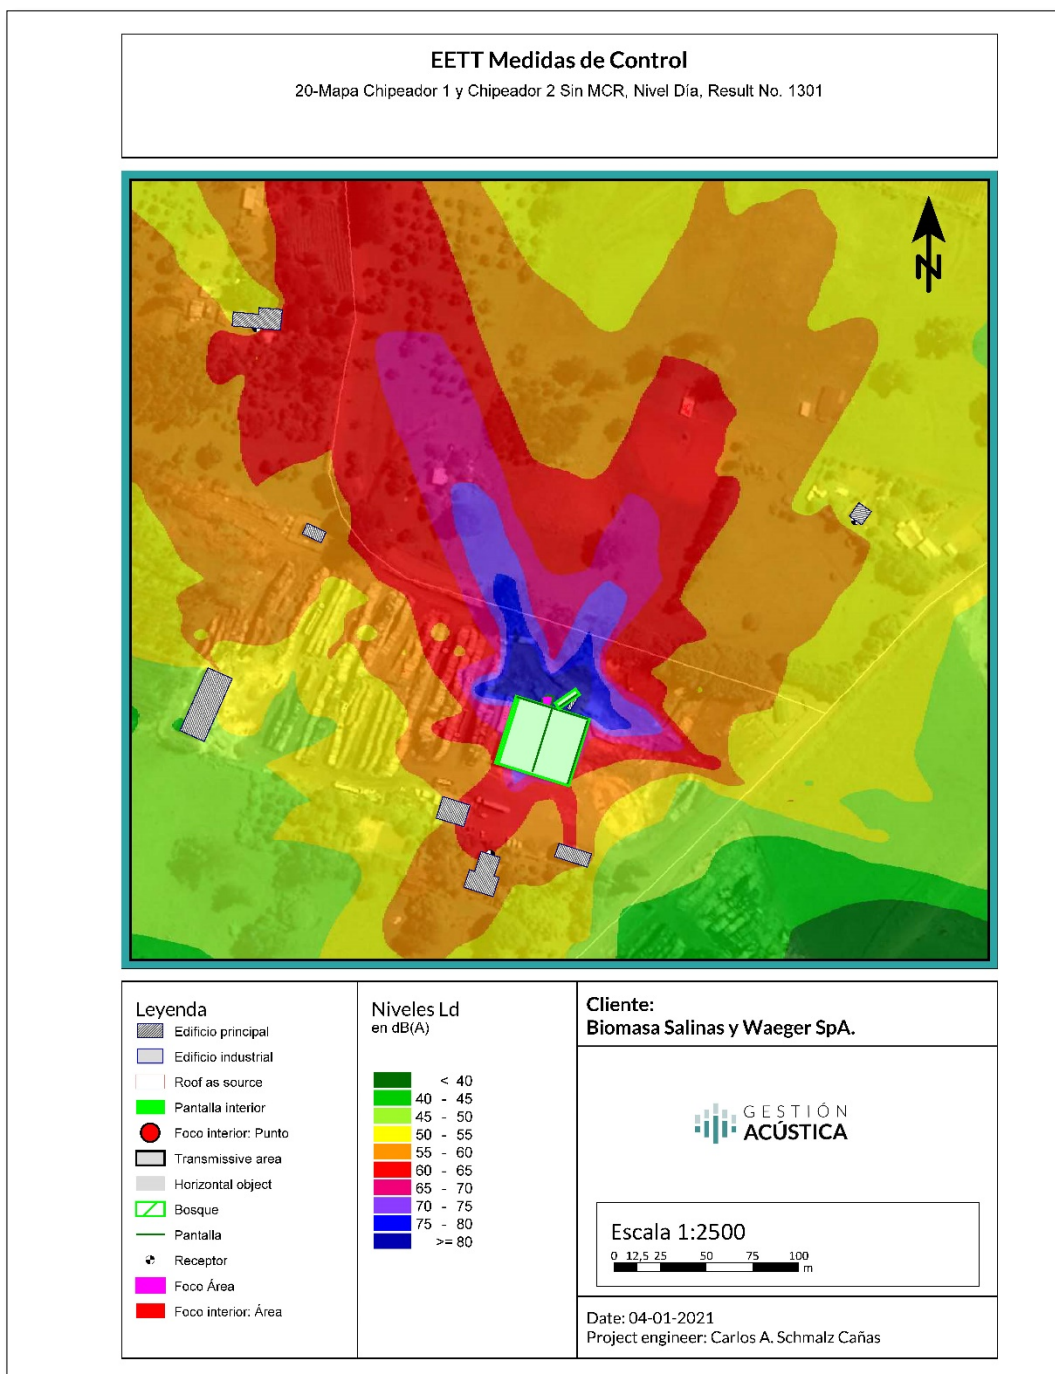 EETT Medidas de Control
20-Mapa Chipeador 1 y Chipeador 2 Sin MCR, Nivel Día, Result No. 1301
N
Leyenda
Edificio principal
Edificio industrial
Roof as source
Pantalla interior
Foco interior: Punto
Transmissive area
Horizontal object
Bosque
Pantalla
Receptor
Foco Área
Foco interior: Área
Niveles Ld
en dB(A)
< 40
40 - 45
45 - 50
50 - 55
55 - 60
60 - 65
65 - 70
70 - 75
75 - 80
>= 80
Cliente:
Biomasa Salinas y Waeger SpA.
GESTIÓN
ACÚSTICA
Escala 1:2500
0 12,5 25 50 75 100
m
Date: 04-01-2021
Project engineer: Carlos A. Schmalz Cañas